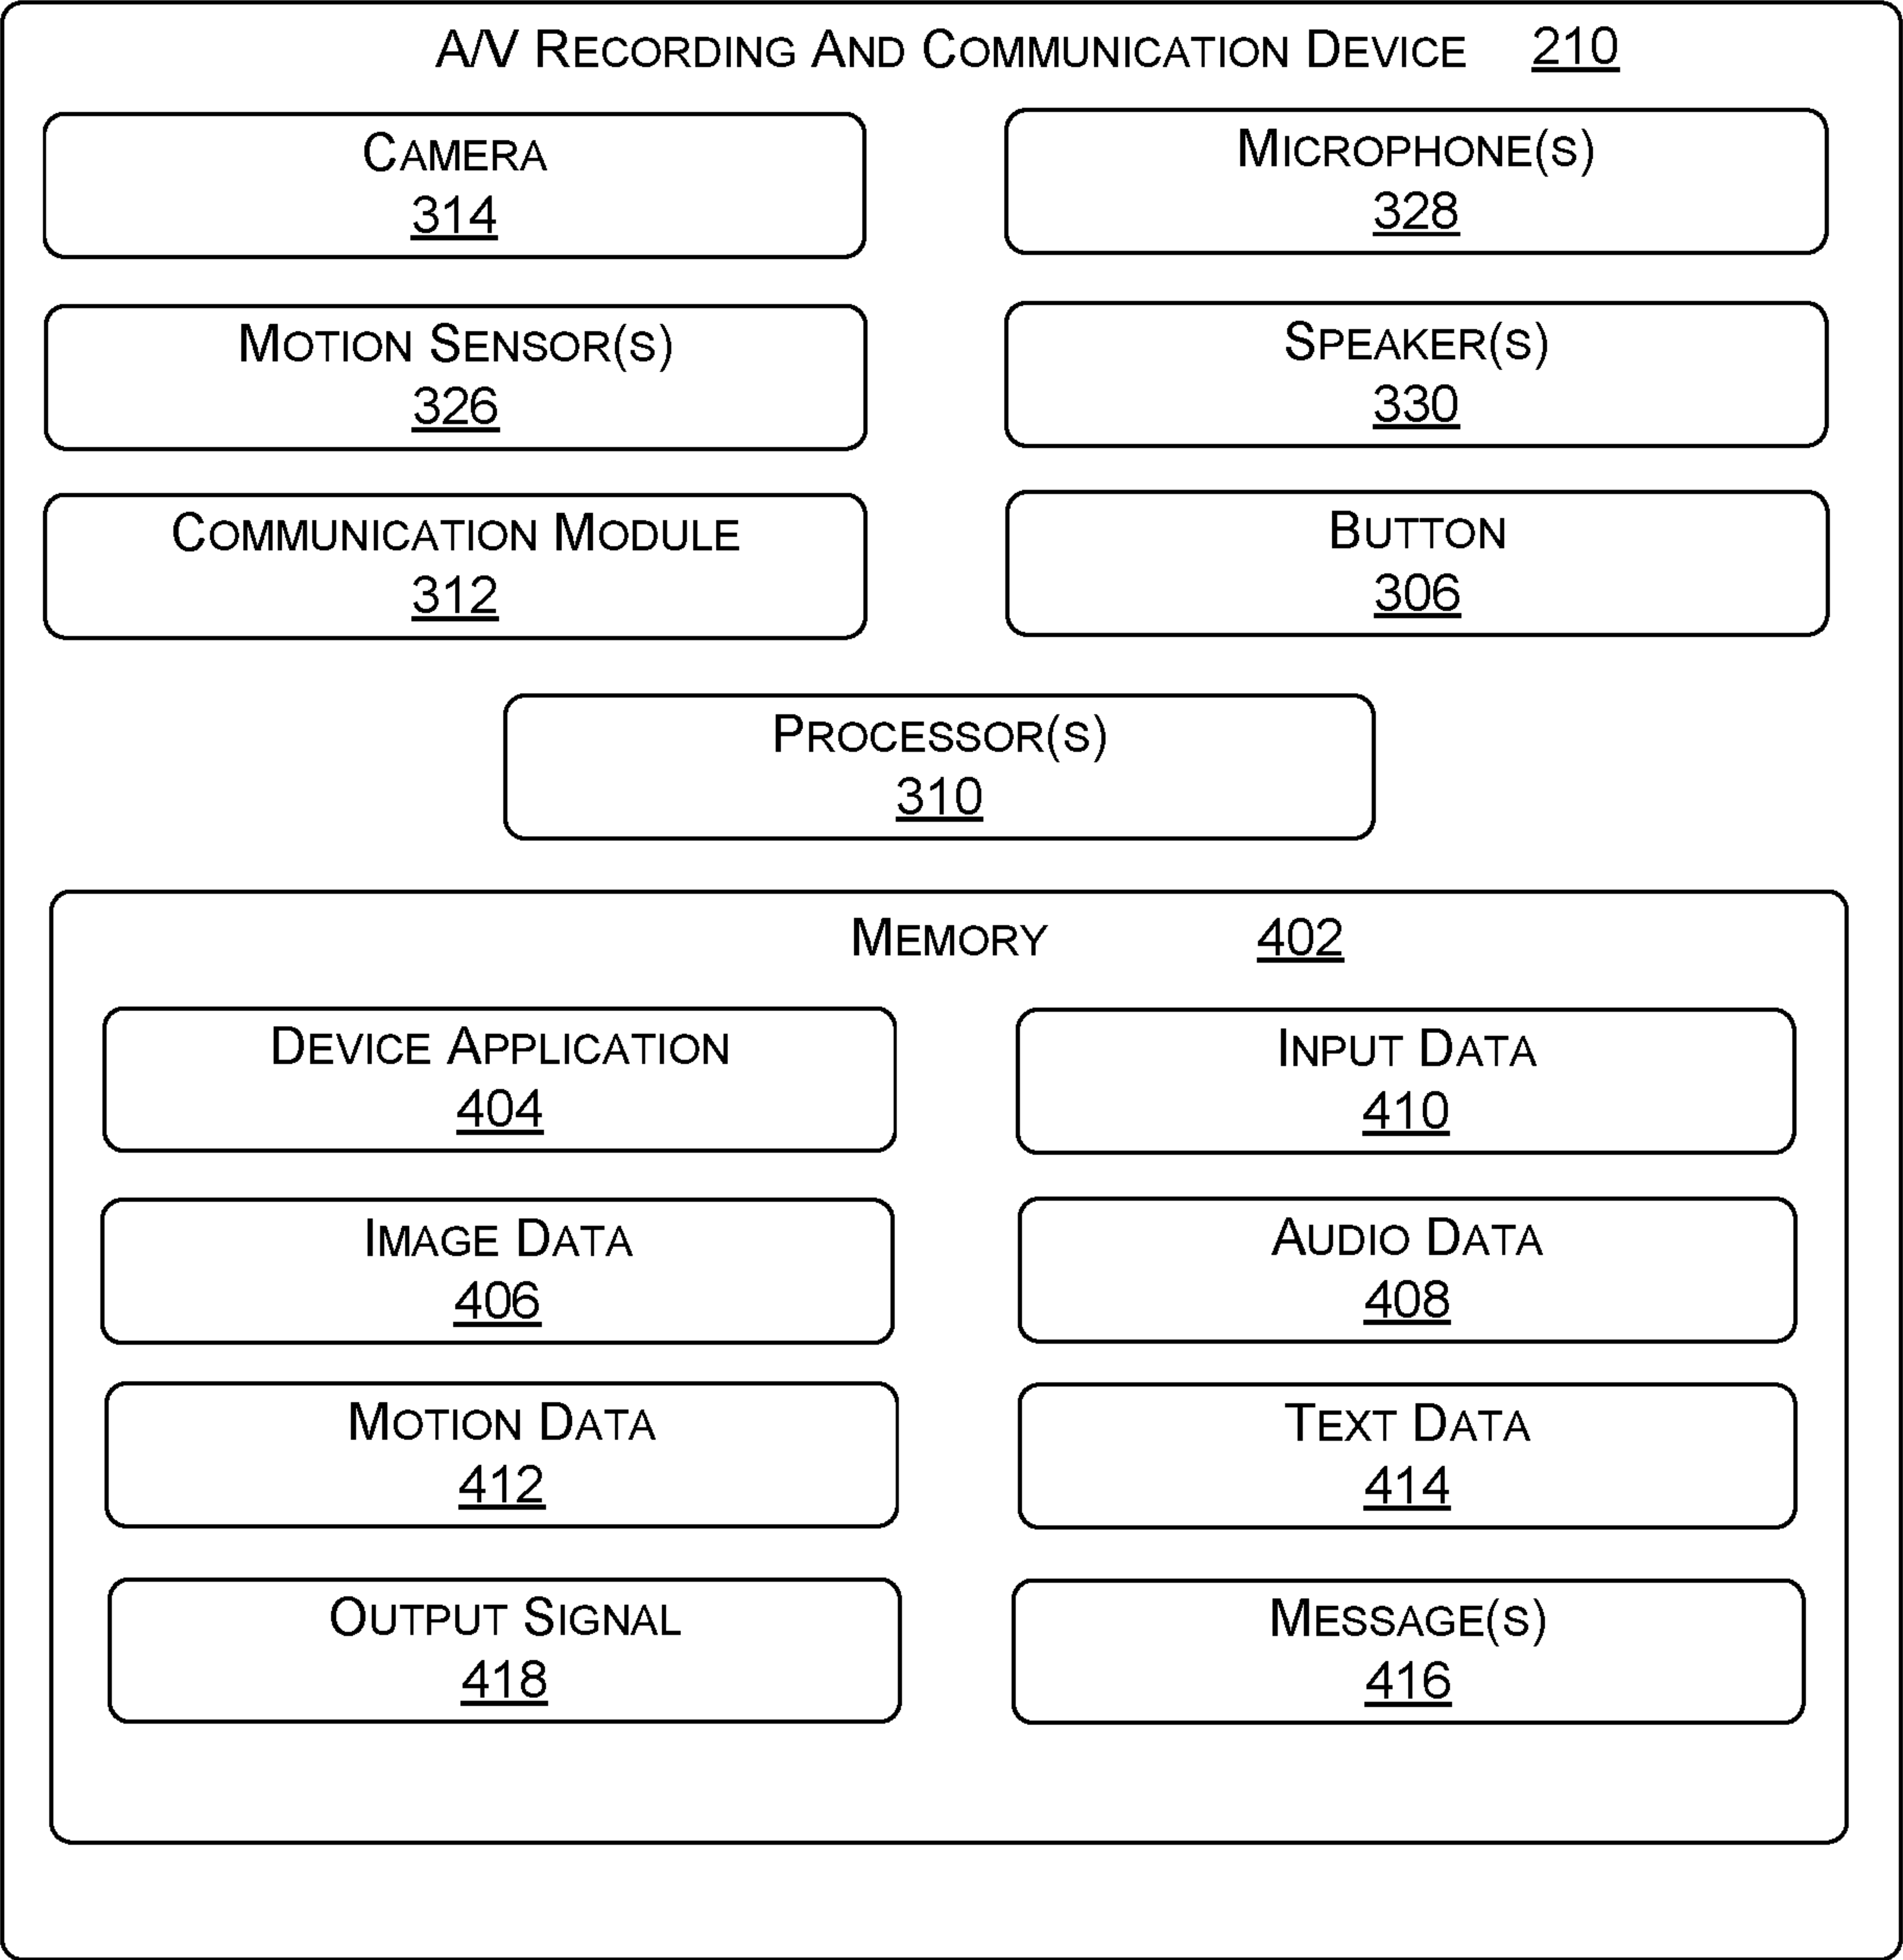 A/V RECORDING AND COMMUNICATION DEVICE 210
CAMERA
314
MICROPHONE(S)
328
MOTION SENSOR(S)
326
SPEAKER(S)
330
COMMUNICATION MODULE
312
BUTTON
306
PROCESSOR(S)
310
MEMORY 402
DEVICE APPLICATION
404
INPUT DATA
410
IMAGE DATA
406
AUDIO DATA
408
MOTION DATA
412
TEXT DATA
414
OUTPUT SIGNAL
418
MESSAGE(S)
416